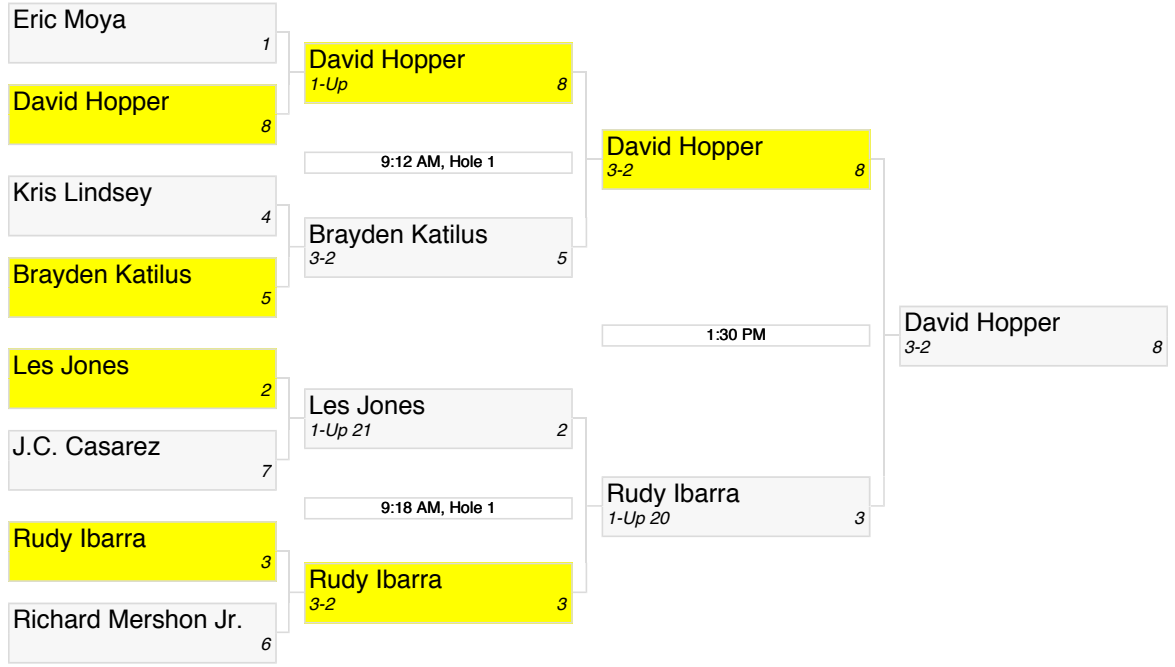 Eric Moya
1
David Hopper
8
Kris Lindsey
4
Brayden Katilus
5
Les Jones
2
J.C. Casarez
7
Rudy Ibarra
3
Richard Mershon Jr.
6
David Hopper
1-Up 8
9:12 AM, Hole 1
Brayden Katilus
3-2 5
Les Jones
1-Up 21 2
9:18 AM, Hole 1
Rudy Ibarra
3-2 3
David Hopper
3-2 8
1:30 PM
Rudy Ibarra
1-Up 20 3
David Hopper
3-2 8